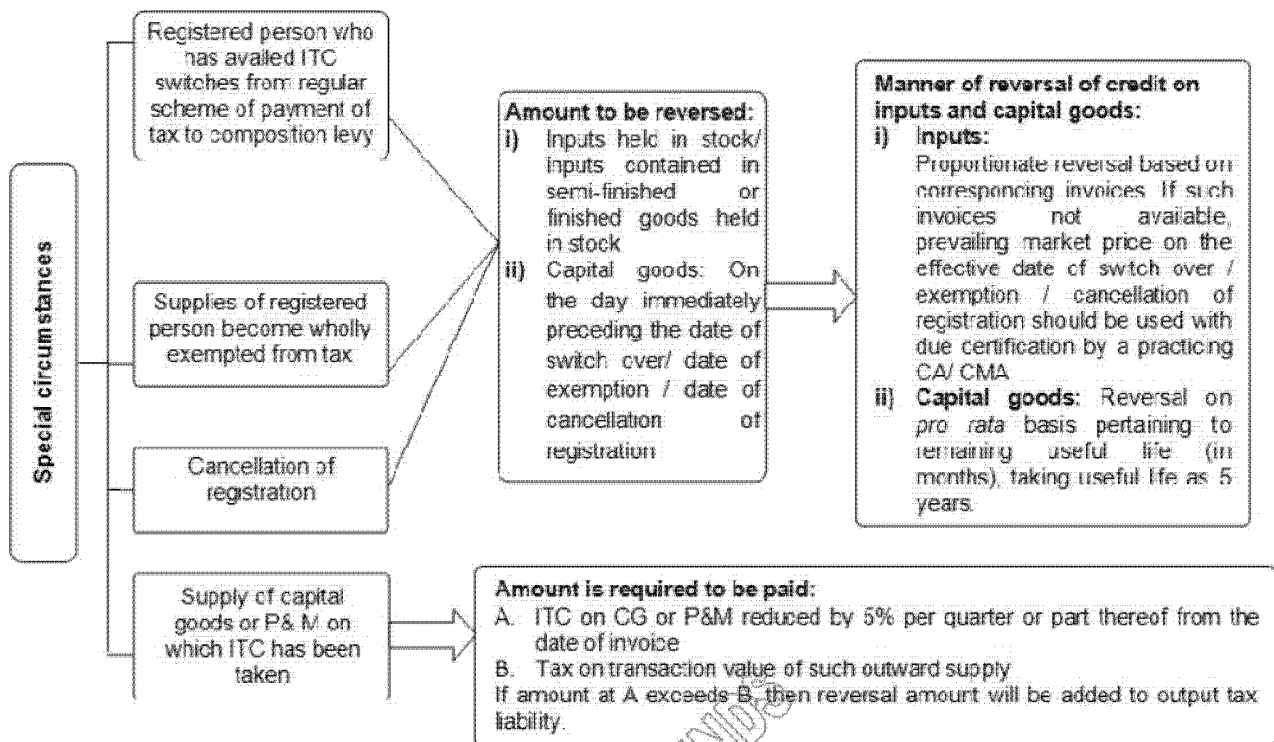 Special circumstances
Registered person who
has availed ITC
switches from regular
scheme of payment of
tax to composition levy
Supplies of registered
person become wholly
exempted from tax
Cancellation of
registration
Supply of capital
goods or P& M on
which ITC has been
taken
Amount to be reversed:
i) Inputs held in stock/
inputs contained in
semi-finished or
finished goods held
in stock
ii) Capital goods: On
the day immediately
preceding the date of
switch over/ date of
exemption / date of
cancellation of
registration
Manner of reversal of credit on
inputs and capital goods:
i) Inputs:
Proportionate reversal based on
corresponding invoices. If such
invoices not available,
prevailing market price on the
effective date of switch over /
exemption / cancellation of
registration should be used with
due certification by a practicing
CA/ CMA
ii) Capital goods: Reversal on
pro rata basis pertaining to
remaining useful life (in
months), taking useful life as 5
years.
Amount is required to be paid:
A. ITC on CG or P&M reduced by 5% per quarter or part thereof from the
date of invoice
B. Tax on transaction value of such outward supply
If amount at A exceeds B, then reversal amount will be added to output tax
liability.